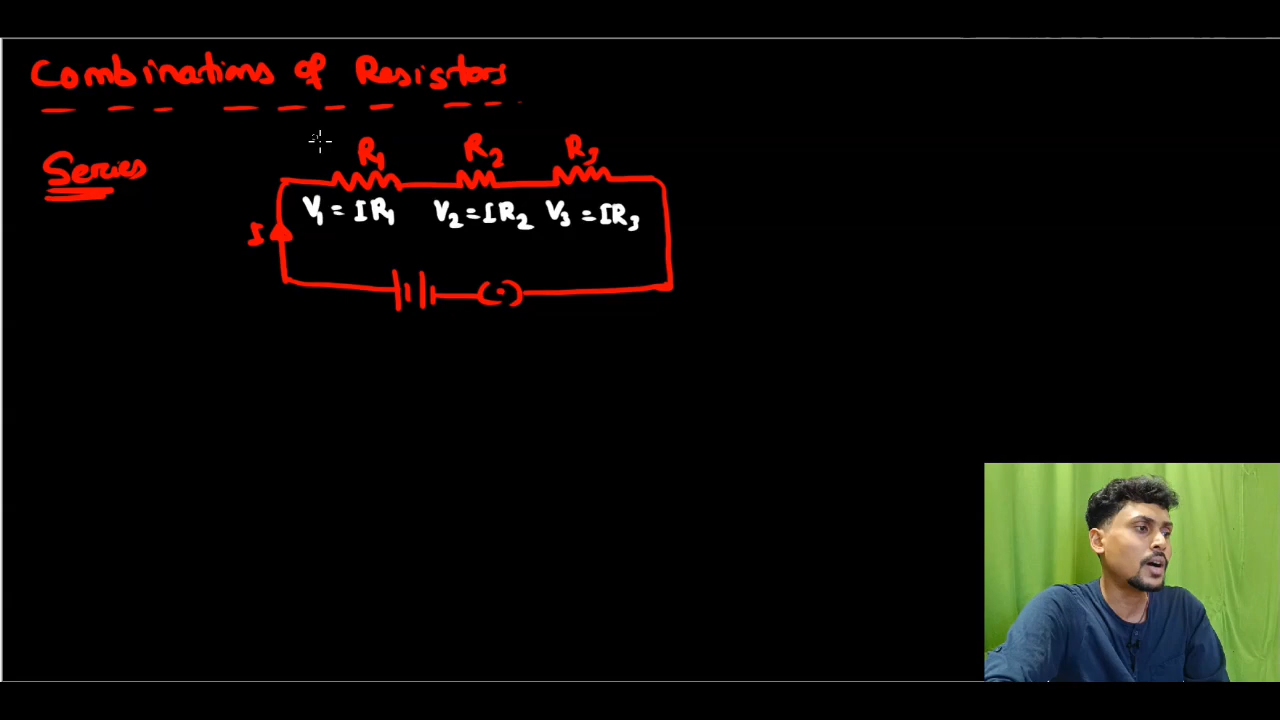 Combinations of Resistors
Series
R1 R2 R3
V1 = IR1 V2 = IR2 V3 = IR3
I